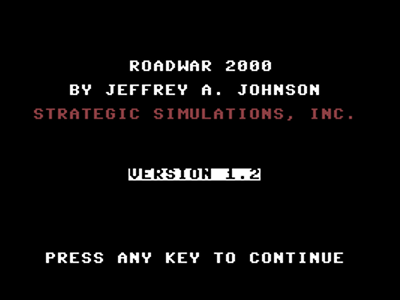 ROADWAR 2000
BY JEFFREY A. JOHNSON
STRATEGIC SIMULATIONS, INC.
VERSION 1.2
PRESS ANY KEY TO CONTINUE